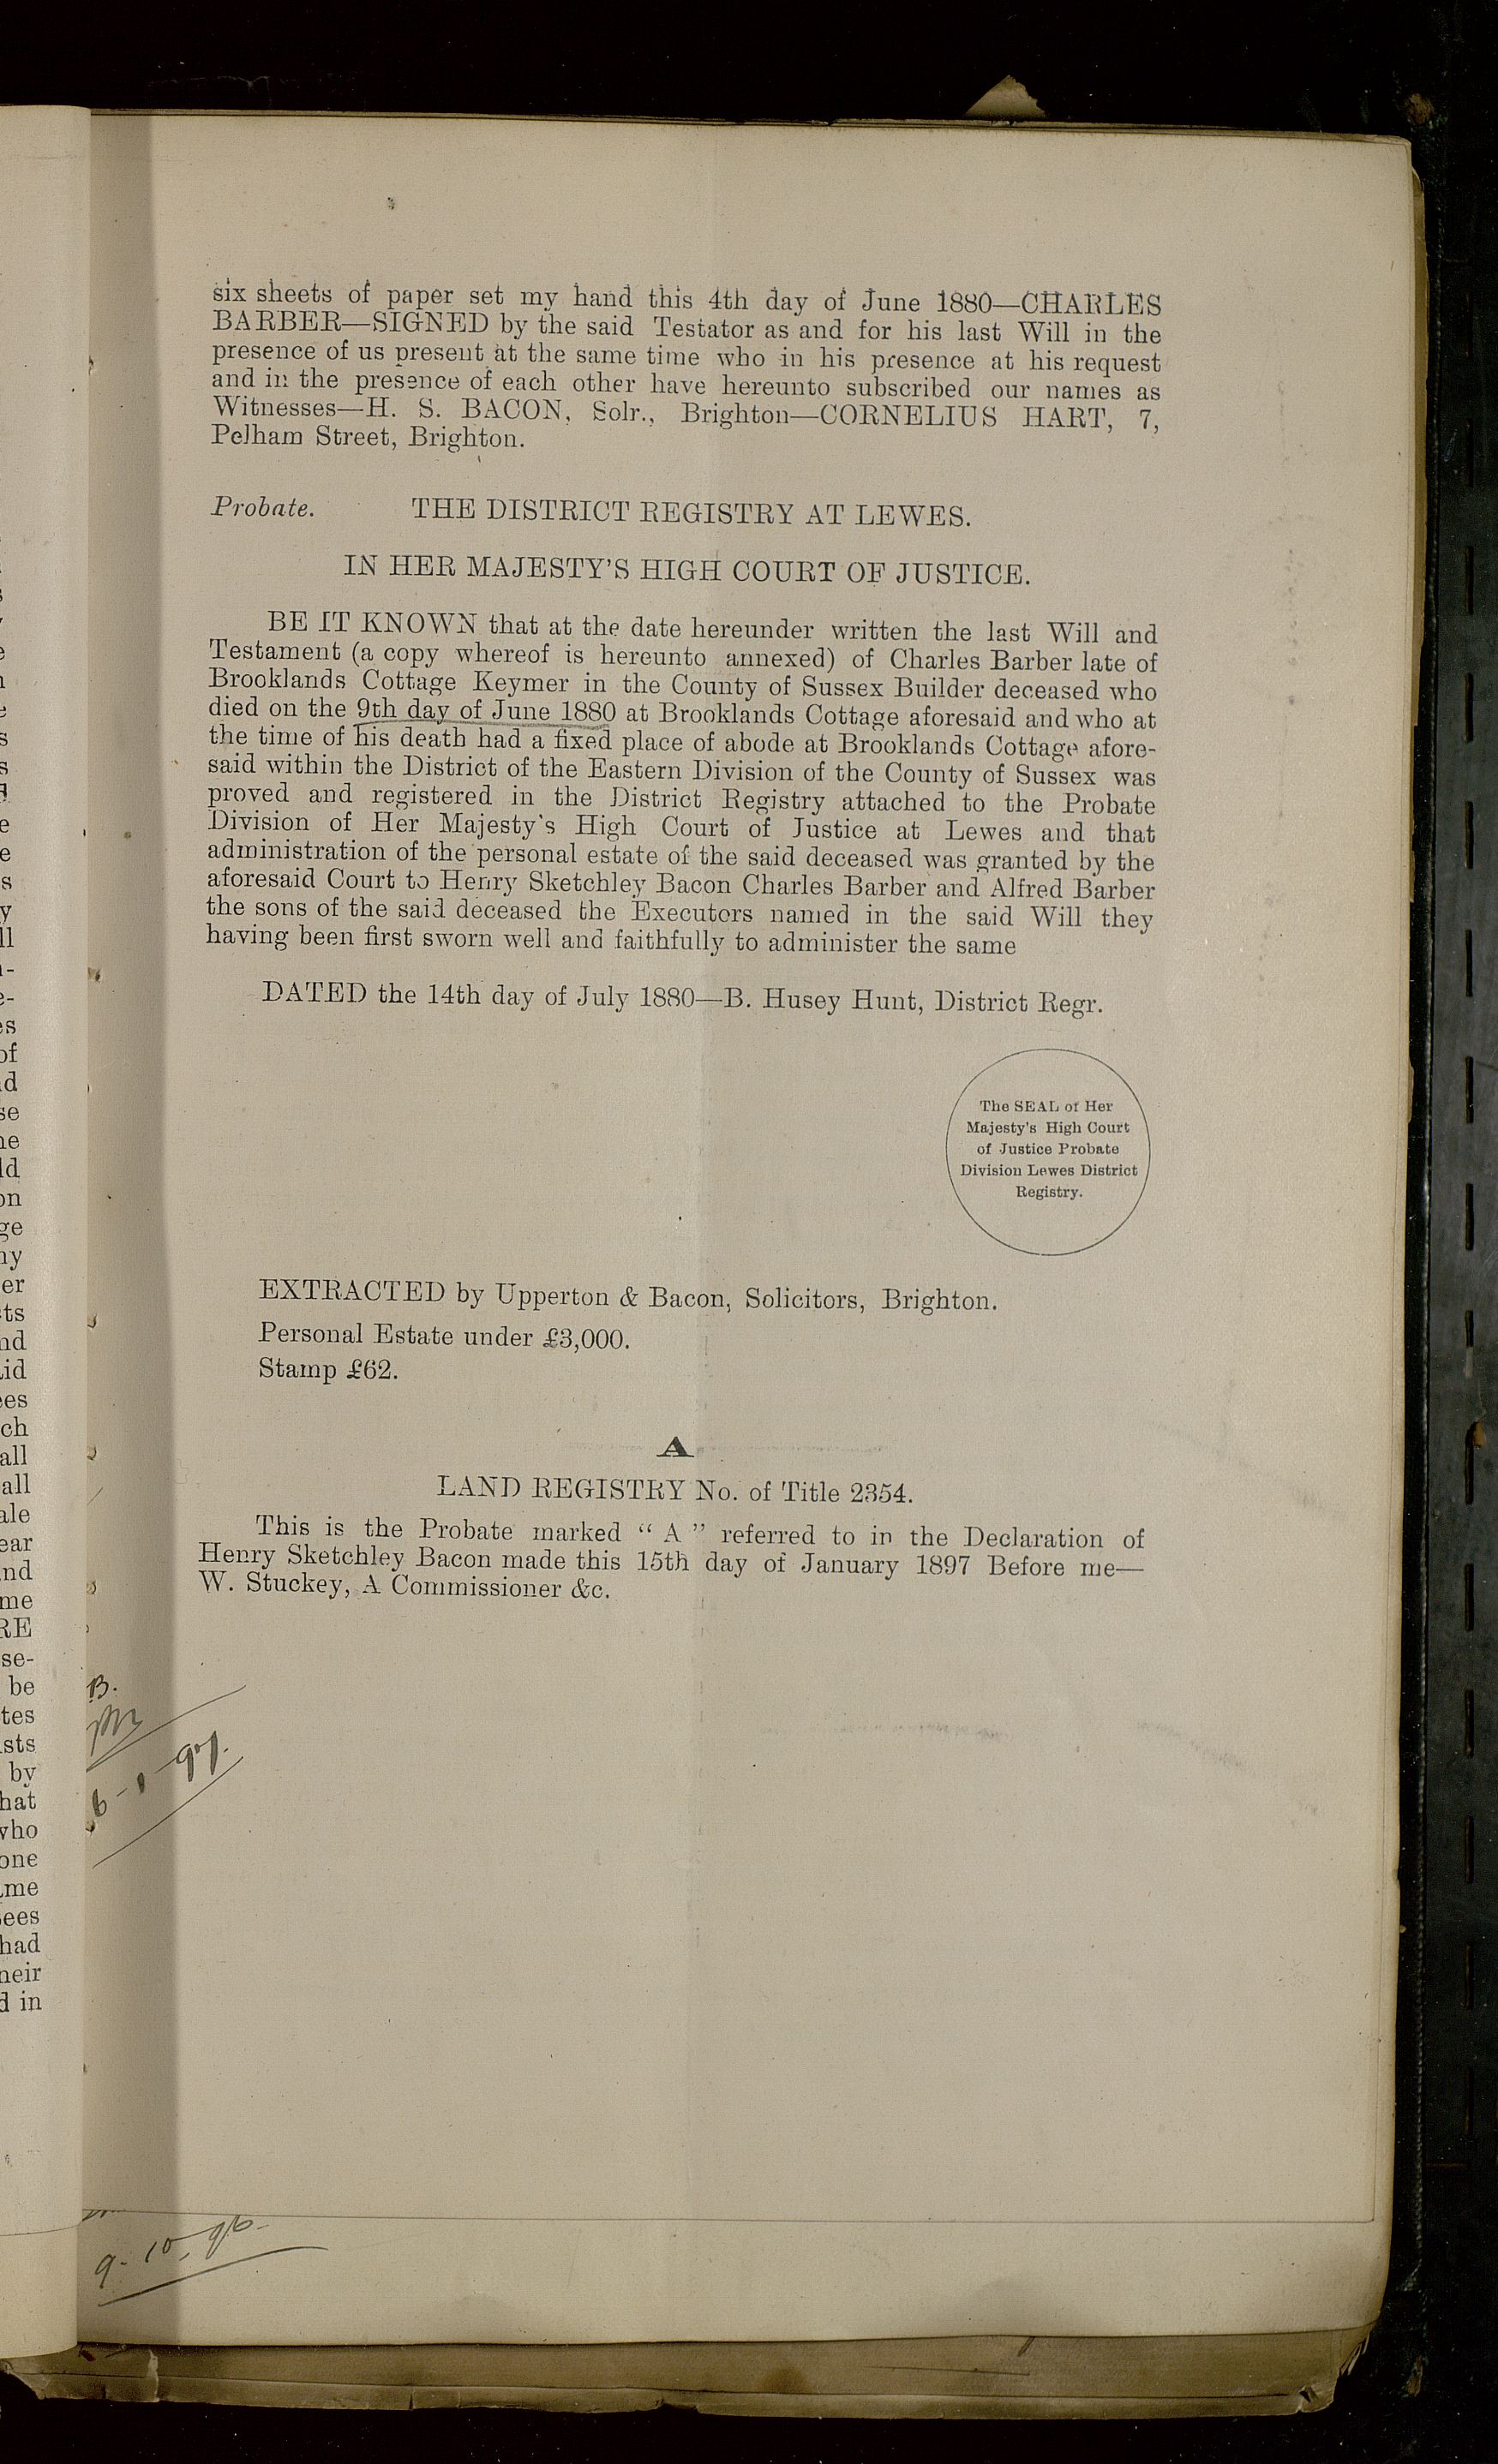 six sheets of paper set my hand this 4th day of June 1880—CHARLES
BARBER—SIGNED by the said Testator as and for his last Will in the
presence of us present at the same time who in his presence at his request
and in the presence of each other have hereunto subscribed our names as
Witnesses—H. S. BACON, Solr., Brighton—CORNELIUS HART, 7,
Pelham Street, Brighton.
Probate. THE DISTRICT REGISTRY AT LEWES.
IN HER MAJESTY'S HIGH COURT OF JUSTICE.
BE IT KNOWN that at the date hereunder written the last Will and
Testament (a copy whereof is hereunto annexed) of Charles Barber late of
Brooklands Cottage Keymer in the County of Sussex Builder deceased who
died on the 9th day of June 1880 at Brooklands Cottage aforesaid and who at
the time of his death had a fixed place of abode at Brooklands Cottage afore-
said within the District of the Eastern Division of the County of Sussex was
proved and registered in the District Registry attached to the Probate
Division of Her Majesty's High Court of Justice at Lewes and that
administration of the personal estate of the said deceased was granted by the
aforesaid Court to Henry Sketchley Bacon Charles Barber and Alfred Barber
the sons of the said deceased the Executors named in the said Will they
having been first sworn well and faithfully to administer the same
DATED the 14th day of July 1880—B. Husey Hunt, District Regr.
The SEAL of Her
Majesty's High Court
of Justice Probate
Division Lewes District
Registry.
EXTRACTED by Upperton & Bacon, Solicitors, Brighton.
Personal Estate under £3,000.
Stamp £62.
A
LAND REGISTRY No. of Title 2354.
This is the Probate marked "A" referred to in the Declaration of
Henry Sketchley Bacon made this 15th day of January 1897 Before me—
W. Stuckey, A Commissioner &c.
B.
6-1-97.
9-10-96-